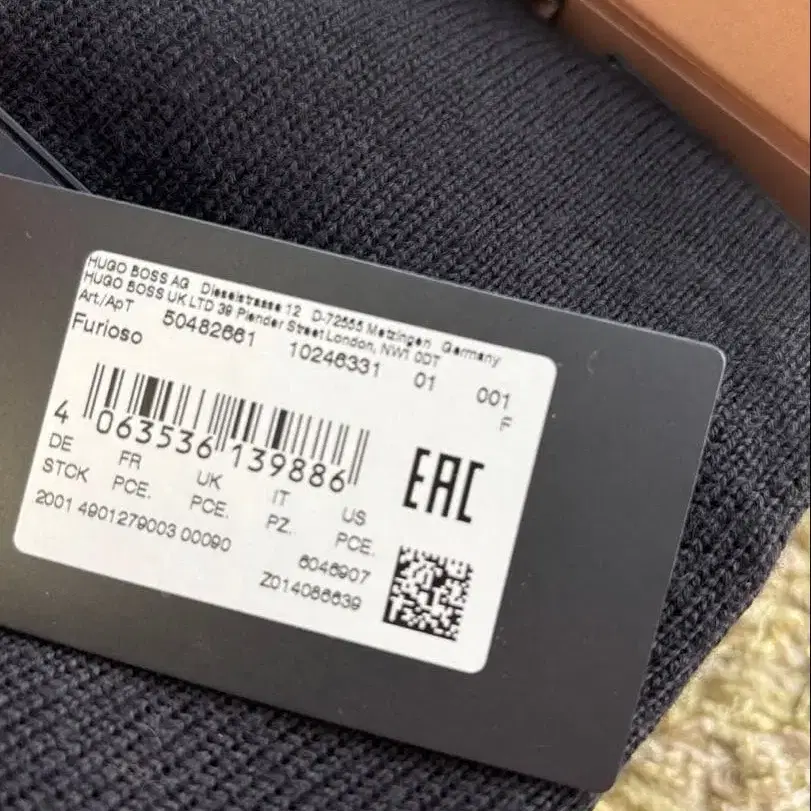 HUGO BOSS AG Dieselstrasse 12 D-72555 Metzingen Germany
HUGO BOSS UK LTD 39 Plender Street London, NW1 0DT
Art./ApT 50482661 10246331 01 001
Furioso F
4 063536 139886
DE FR UK IT US
STCK PCE. PCE. PZ. PCE.
EAC
2001 4901279003 00090 6046907
Z014086639